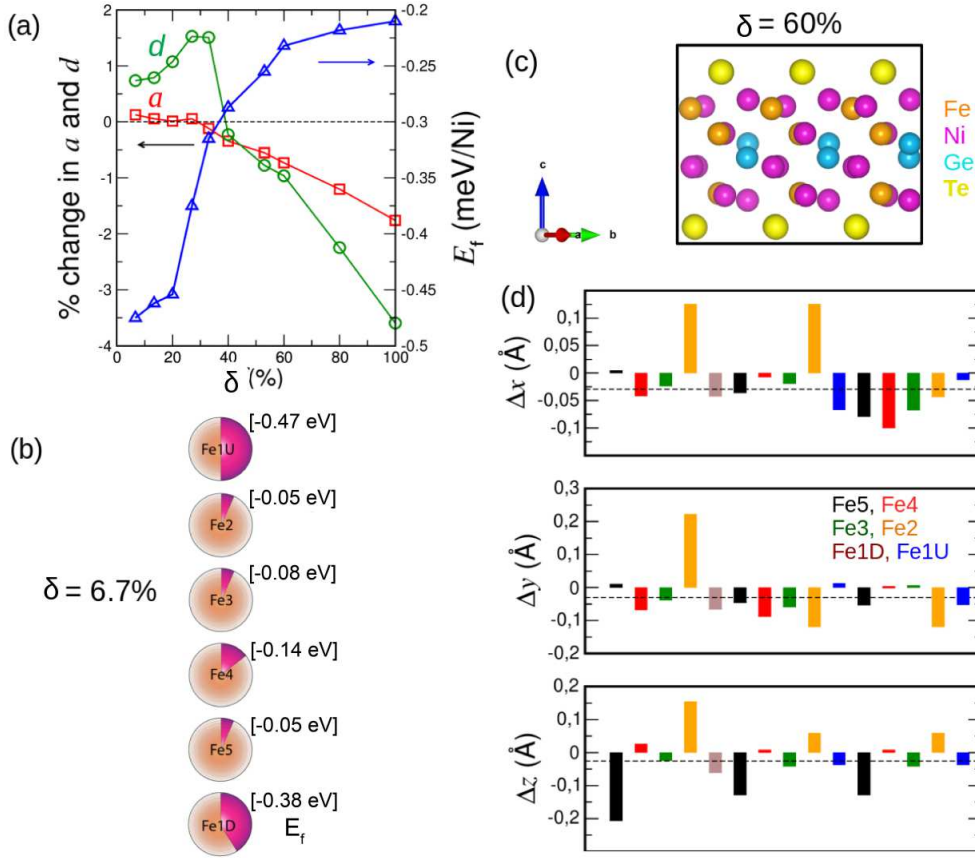 (a)
d
a
% change in a and d
2
1
0
-1
-2
-3
-4
0
20
40
60
80
100
δ (%)
-0.2
-0.25
-0.3
-0.35
-0.4
-0.45
-0.5
E_f (meV/Ni)
(b)
δ = 6.7%
Fe1U [-0.47 eV]
Fe2 [-0.05 eV]
Fe3 [-0.08 eV]
Fe4 [-0.14 eV]
Fe5 [-0.05 eV]
Fe1D [-0.38 eV]
E_f
(c)
δ = 60%
Fe
Ni
Ge
Te
c
a
b
(d)
Δx (Å)
0,1
0,05
0
-0,05
-0,1
Δy (Å)
0,3
0,2
0,1
0
-0,1
-0,2
Fe5, Fe4
Fe3, Fe2
Fe1D, Fe1U
Δz (Å)
0,2
0,1
0
-0,1
-0,2